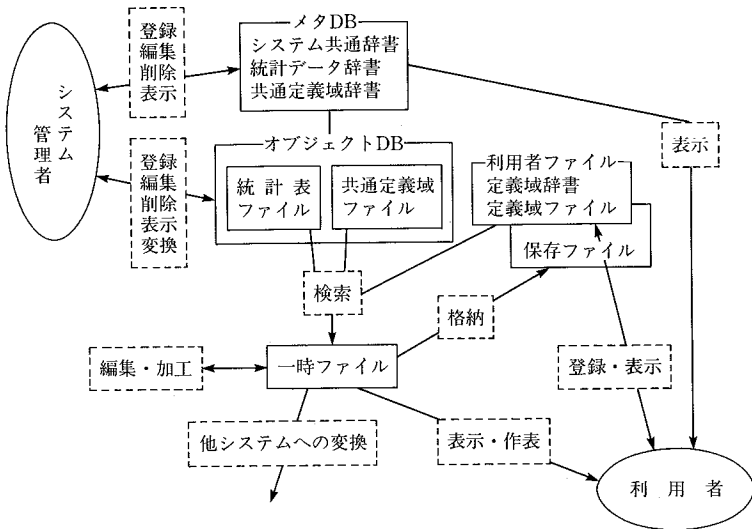 登録
編集
削除
表示
メタDB
システム共通辞書
統計データ辞書
共通定義域辞書
システム
管理者
登録
編集
削除
表示
変換
オブジェクトDB
統計表
ファイル
共通定義域
ファイル
利用者ファイル
定義域辞書
定義域ファイル
保存ファイル
表示
検索
格納
編集・加工
一時ファイル
登録・表示
他システムへの変換
表示・作表
利用者